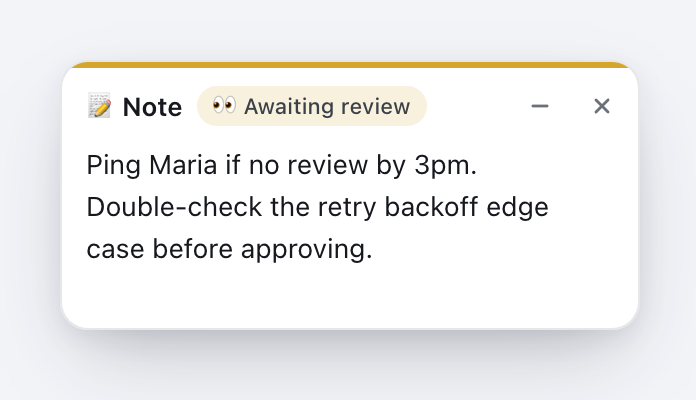 📝 Note 👀 Awaiting review
Ping Maria if no review by 3pm.
Double-check the retry backoff edge
case before approving.